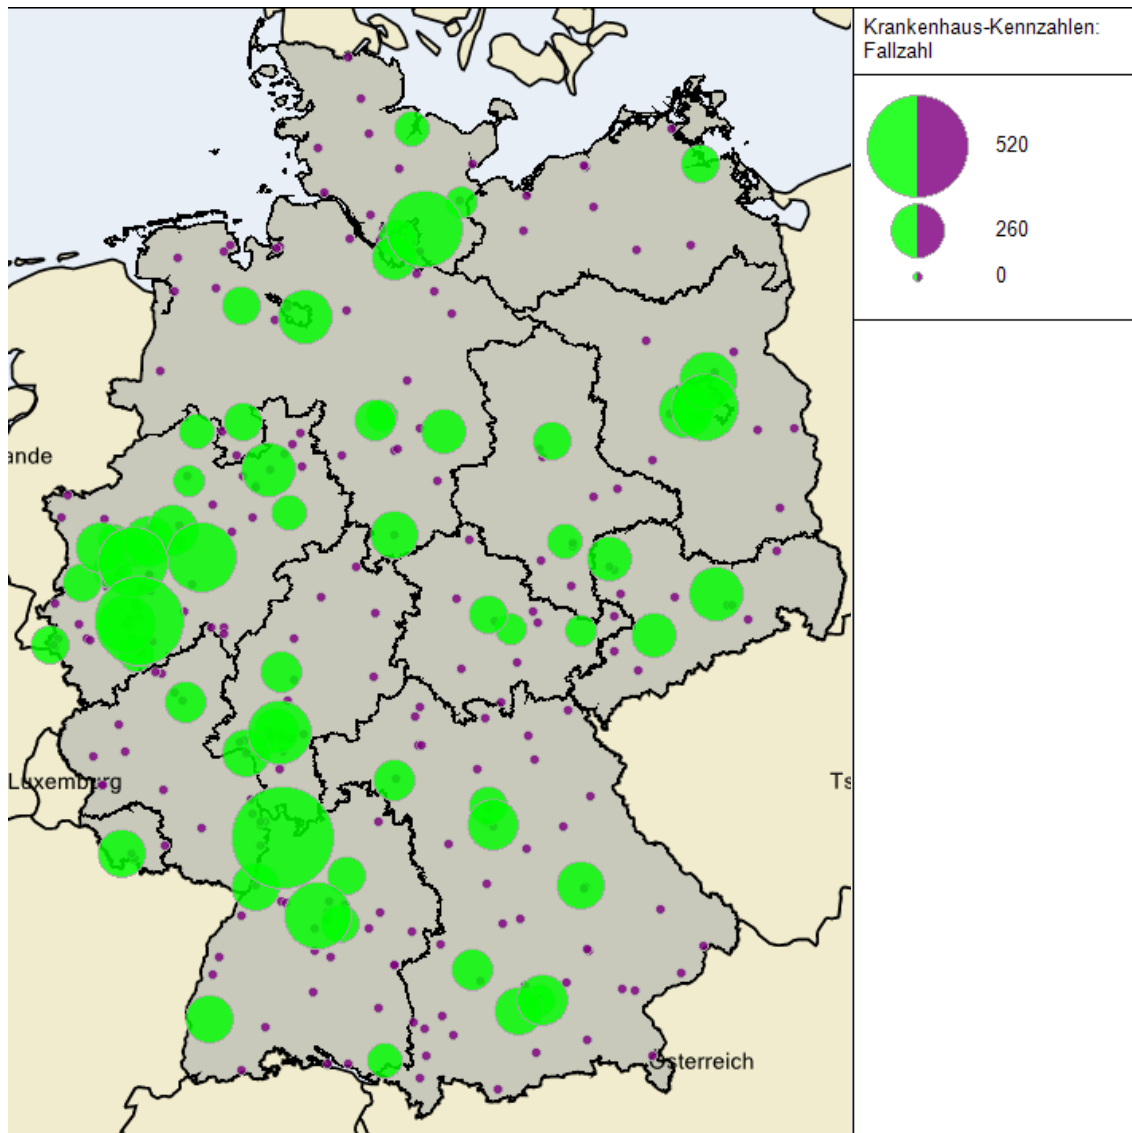 Krankenhaus-Kennzahlen:
Fallzahl
520
260
0
ande
Luxemburg
Ts
Österreich